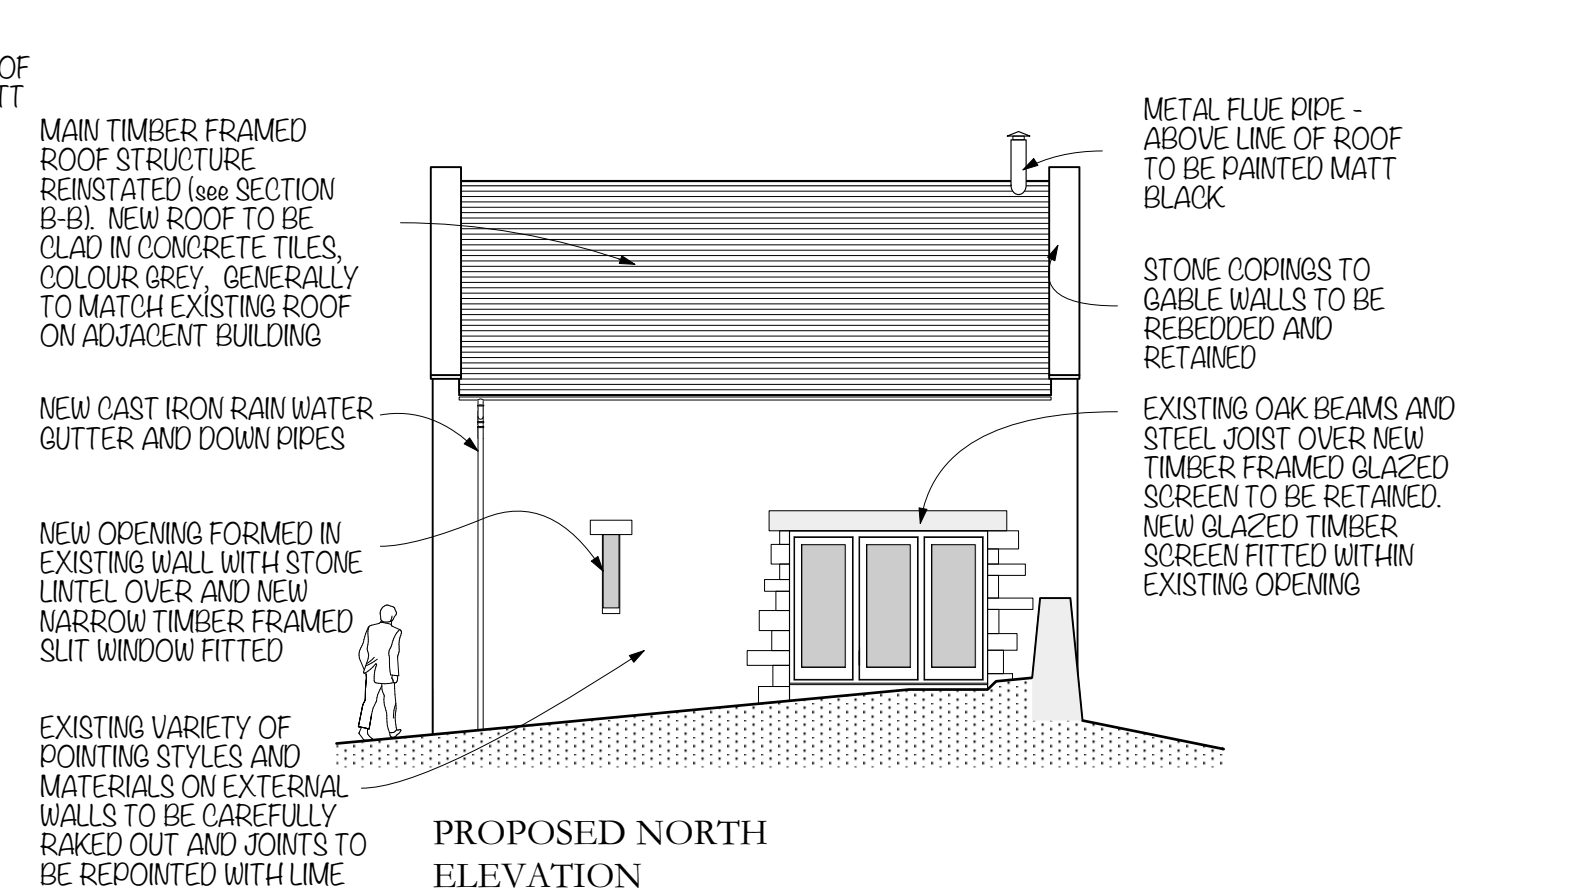 OF
TT
MAIN TIMBER FRAMED
ROOF STRUCTURE
REINSTATED (see SECTION
B-B). NEW ROOF TO BE
CLAD IN CONCRETE TILES,
COLOUR GREY, GENERALLY
TO MATCH EXISTING ROOF
ON ADJACENT BUILDING
NEW CAST IRON RAIN WATER
GUTTER AND DOWN PIPES
NEW OPENING FORMED IN
EXISTING WALL WITH STONE
LINTEL OVER AND NEW
NARROW TIMBER FRAMED
SLIT WINDOW FITTED
EXISTING VARIETY OF
POINTING STYLES AND
MATERIALS ON EXTERNAL
WALLS TO BE CAREFULLY
RAKED OUT AND JOINTS TO
BE REPOINTED WITH LIME
METAL FLUE PIPE -
ABOVE LINE OF ROOF
TO BE PAINTED MATT
BLACK
STONE COPINGS TO
GABLE WALLS TO BE
REBEDDED AND
RETAINED
EXISTING OAK BEAMS AND
STEEL JOIST OVER NEW
TIMBER FRAMED GLAZED
SCREEN TO BE RETAINED.
NEW GLAZED TIMBER
SCREEN FITTED WITHIN
EXISTING OPENING
PROPOSED NORTH
ELEVATION